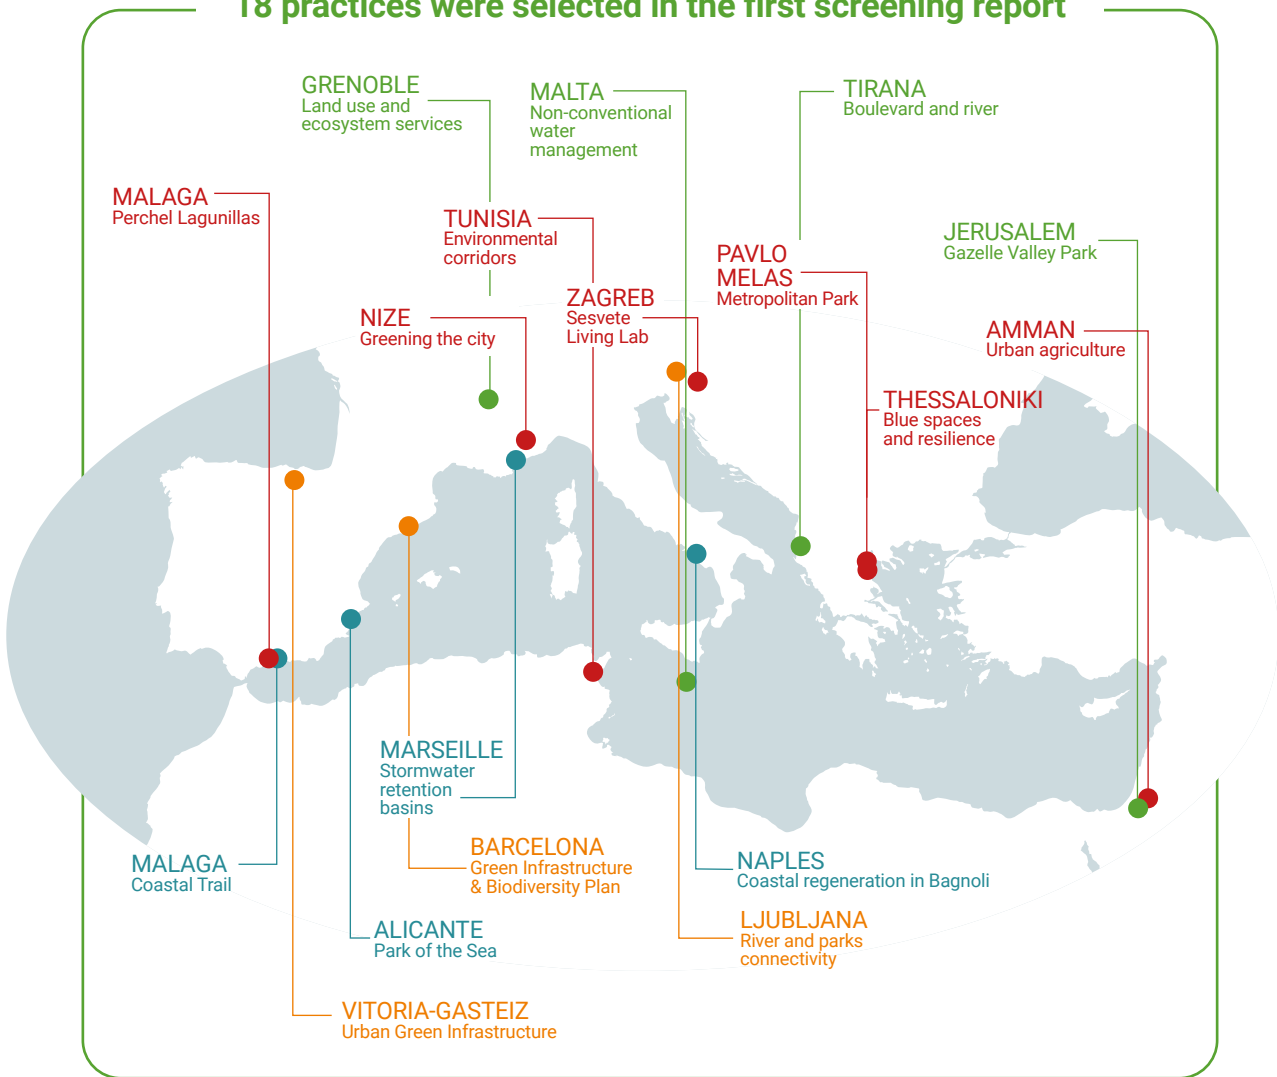 18 practices were selected in the first screening report
GRENOBLE
Land use and
ecosystem services
MALTA
Non-conventional
water
management
TIRANA
Boulevard and river
MALAGA
Perchel Lagunillas
TUNISIA
Environmental
corridors
JERUSALEM
Gazelle Valley Park
PAVLO
MELAS
Metropolitan Park
ZAGREB
Sesvete
Living Lab
NIZE
Greening the city
AMMAN
Urban agriculture
THESSALONIKI
Blue spaces
and resilience
MARSEILLE
Stormwater
retention
basins
BARCELONA
Green Infrastructure
& Biodiversity Plan
MALAGA
Coastal Trail
NAPLES
Coastal regeneration in Bagnoli
ALICANTE
Park of the Sea
LJUBLJANA
River and parks
connectivity
VITORIA-GASTEIZ
Urban Green Infrastructure